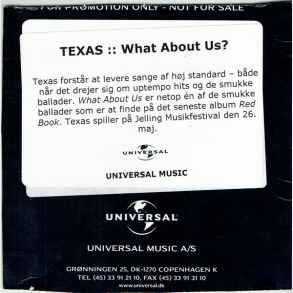 FOR PROMOTION ONLY - NOT FOR SALE
TEXAS :: What About Us?
Texas forstår at levere sange af høj standard – både
når det drejer sig om uptempo hits og de smukke
ballader. What About Us er netop én af de smukke
ballader som er at finde på det seneste album Red
Book. Texas spiller på Jelling Musikfestival den 26.
maj.
UNIVERSAL
UNIVERSAL MUSIC
UNIVERSAL
UNIVERSAL MUSIC A/S
GRØNNINGEN 25, DK-1270 COPENHAGEN K
TEL (45) 33 91 21 10, FAX (45) 33 91 31 10
www.universal.dk